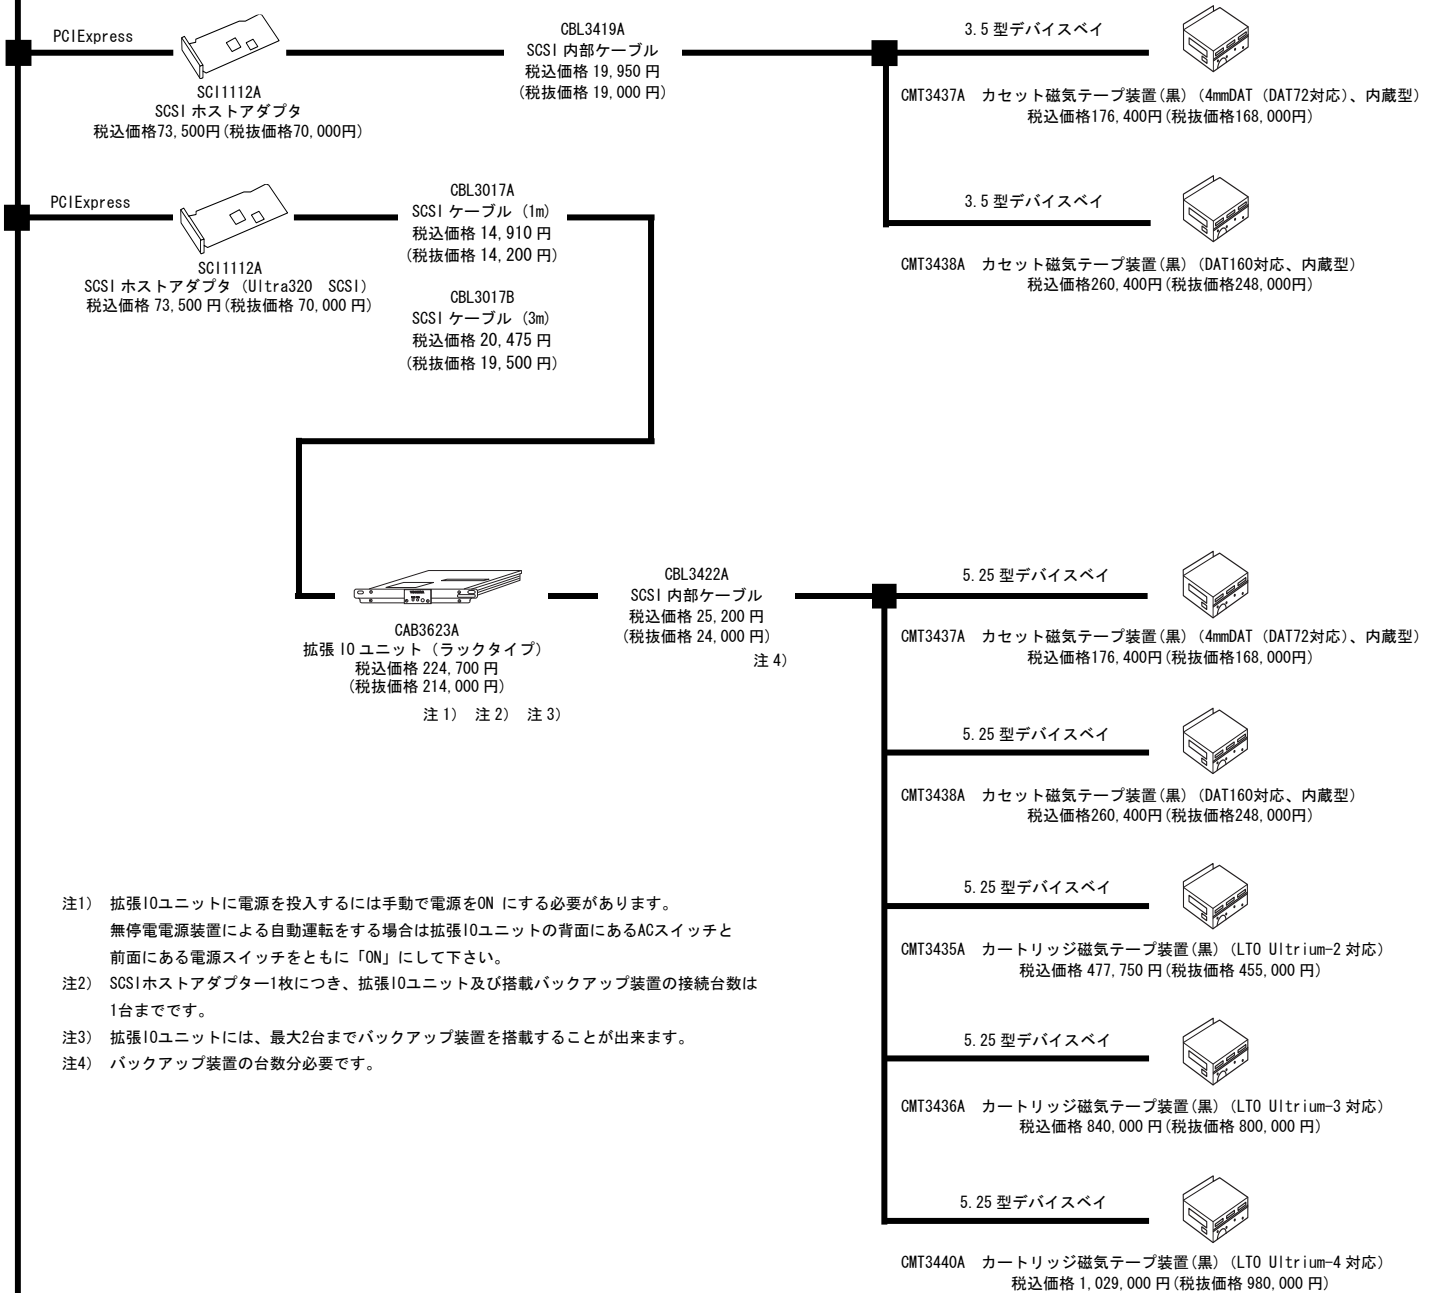 PCIExpress
SCI1112A
SCSI ホストアダプタ
税込価格73,500円(税抜価格70,000円)
CBL3419A
SCSI 内部ケーブル
税込価格 19,950 円
(税抜価格 19,000 円)
3.5 型デバイスベイ
CMT3437A カセット磁気テープ装置(黒)(4mmDAT(DAT72対応)、内蔵型)
税込価格176,400円(税抜価格168,000円)
3.5 型デバイスベイ
CMT3438A カセット磁気テープ装置(黒)(DAT160対応、内蔵型)
税込価格260,400円(税抜価格248,000円)
PCIExpress
SCI1112A
SCSI ホストアダプタ(Ultra320 SCSI)
税込価格 73,500 円(税抜価格 70,000 円)
CBL3017A
SCSI ケーブル(1m)
税込価格 14,910 円
(税抜価格 14,200 円)
CBL3017B
SCSI ケーブル(3m)
税込価格 20,475 円
(税抜価格 19,500 円)
CAB3623A
拡張 IO ユニット(ラックタイプ)
税込価格 224,700 円
(税抜価格 214,000 円)
注 1) 注 2) 注 3)
CBL3422A
SCSI 内部ケーブル
税込価格 25,200 円
(税抜価格 24,000 円)
注 4)
5.25 型デバイスベイ
CMT3437A カセット磁気テープ装置(黒)(4mmDAT(DAT72対応)、内蔵型)
税込価格176,400円(税抜価格168,000円)
5.25 型デバイスベイ
CMT3438A カセット磁気テープ装置(黒)(DAT160対応、内蔵型)
税込価格260,400円(税抜価格248,000円)
5.25 型デバイスベイ
CMT3435A カートリッジ磁気テープ装置(黒)(LTO Ultrium-2 対応)
税込価格 477,750 円(税抜価格 455,000 円)
5.25 型デバイスベイ
CMT3436A カートリッジ磁気テープ装置(黒)(LTO Ultrium-3 対応)
税込価格 840,000 円(税抜価格 800,000 円)
5.25 型デバイスベイ
CMT3440A カートリッジ磁気テープ装置(黒)(LTO Ultrium-4 対応)
税込価格 1,029,000 円(税抜価格 980,000 円)
注1) 拡張IOユニットに電源を投入するには手動で電源をON にする必要があります。
無停電電源装置による自動運転をする場合は拡張IOユニットの背面にあるACスイッチと
前面にある電源スイッチをともに「ON」にして下さい。
注2) SCSIホストアダプター1枚につき、拡張IOユニット及び搭載バックアップ装置の接続台数は
1台までです。
注3) 拡張IOユニットには、最大2台までバックアップ装置を搭載することが出来ます。
注4) バックアップ装置の台数分必要です。